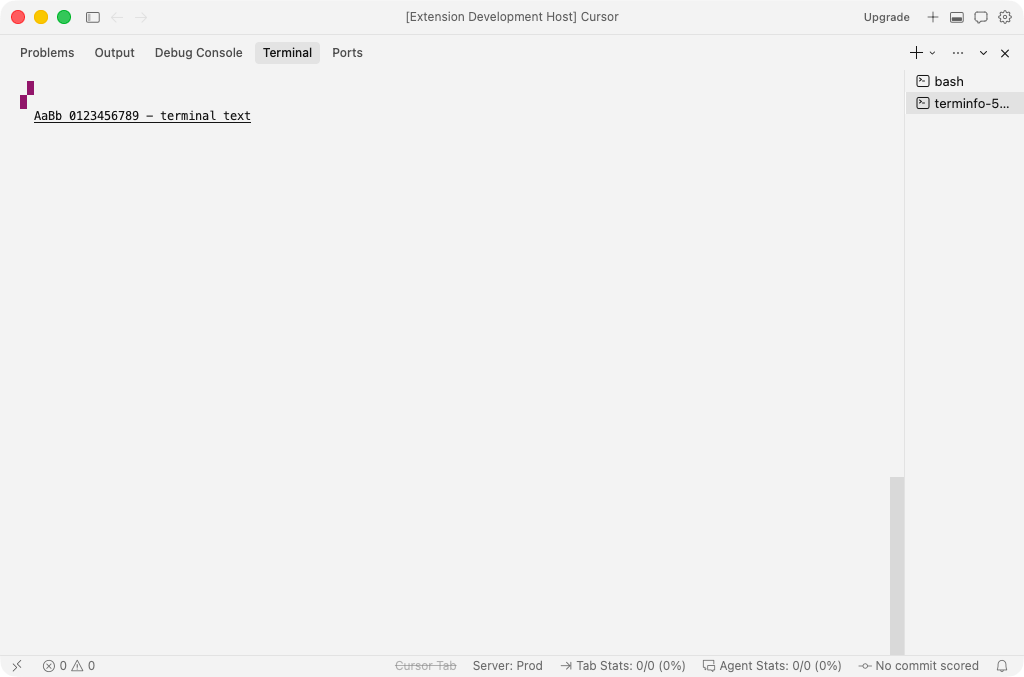 [Extension Development Host] Cursor
Upgrade
Problems Output Debug Console Terminal Ports
bash
AaBb 0123456789 — terminal text
terminfo-5...
0 0 Cursor Tab Server: Prod Tab Stats: 0/0 (0%) Agent Stats: 0/0 (0%) No commit scored